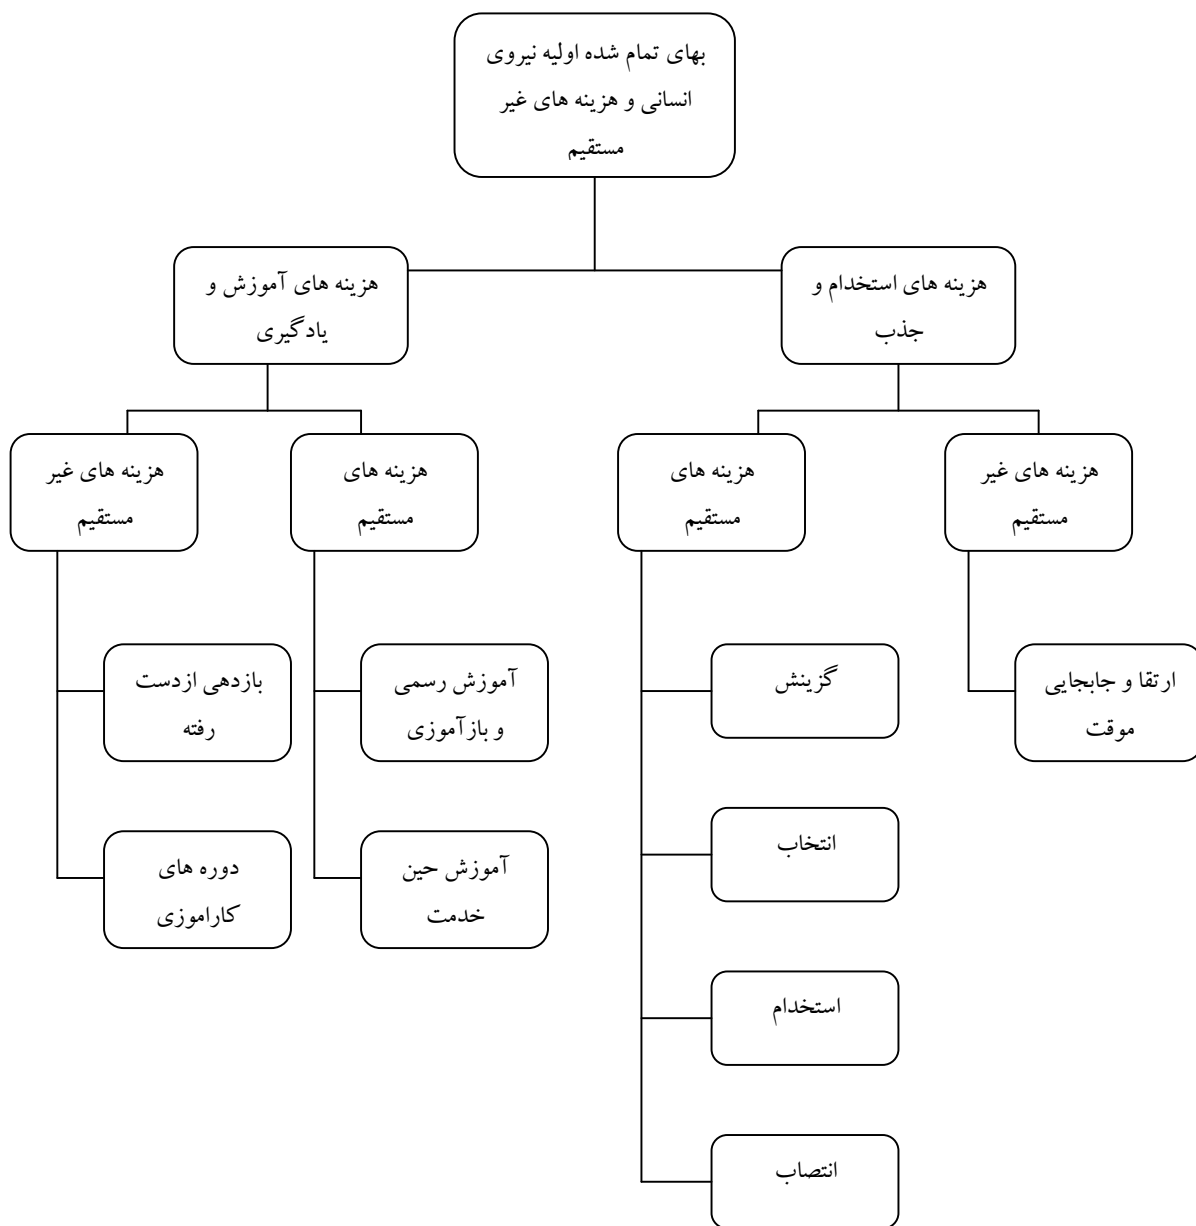 بهای تمام شده اولیه نیروی
انسانی و هزینه های غیر
مستقیم
هزینه های استخدام و
جذب
هزینه های آموزش و
یادگیری
هزینه های غیر
مستقیم
هزینه های
مستقیم
هزینه های
مستقیم
هزینه های غیر
مستقیم
ارتقا و جابجایی
موقت
گزینش
آموزش رسمی
و بازآموزی
بازدهی ازدست
رفته
انتخاب
آموزش حین
خدمت
دوره های
کاراموزی
استخدام
انتصاب